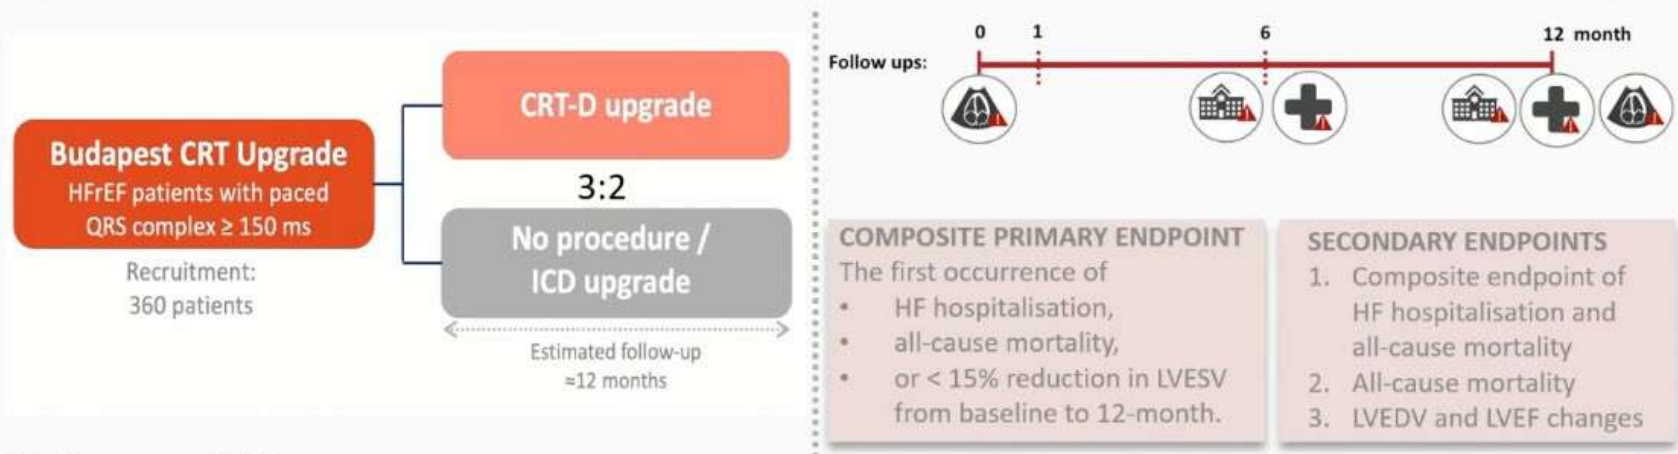 Budapest CRT Upgrade
HFrEF patients with paced
QRS complex ≥ 150 ms
Recruitment:
360 patients
CRT-D upgrade
3:2
No procedure /
ICD upgrade
Estimated follow-up
≈12 months
0 1 6 12 month
Follow ups:
COMPOSITE PRIMARY ENDPOINT
The first occurrence of
• HF hospitalisation,
• all-cause mortality,
• or < 15% reduction in LVESV
from baseline to 12-month.
SECONDARY ENDPOINTS
1. Composite endpoint of
HF hospitalisation and
all-cause mortality
2. All-cause mortality
3. LVEDV and LVEF changes